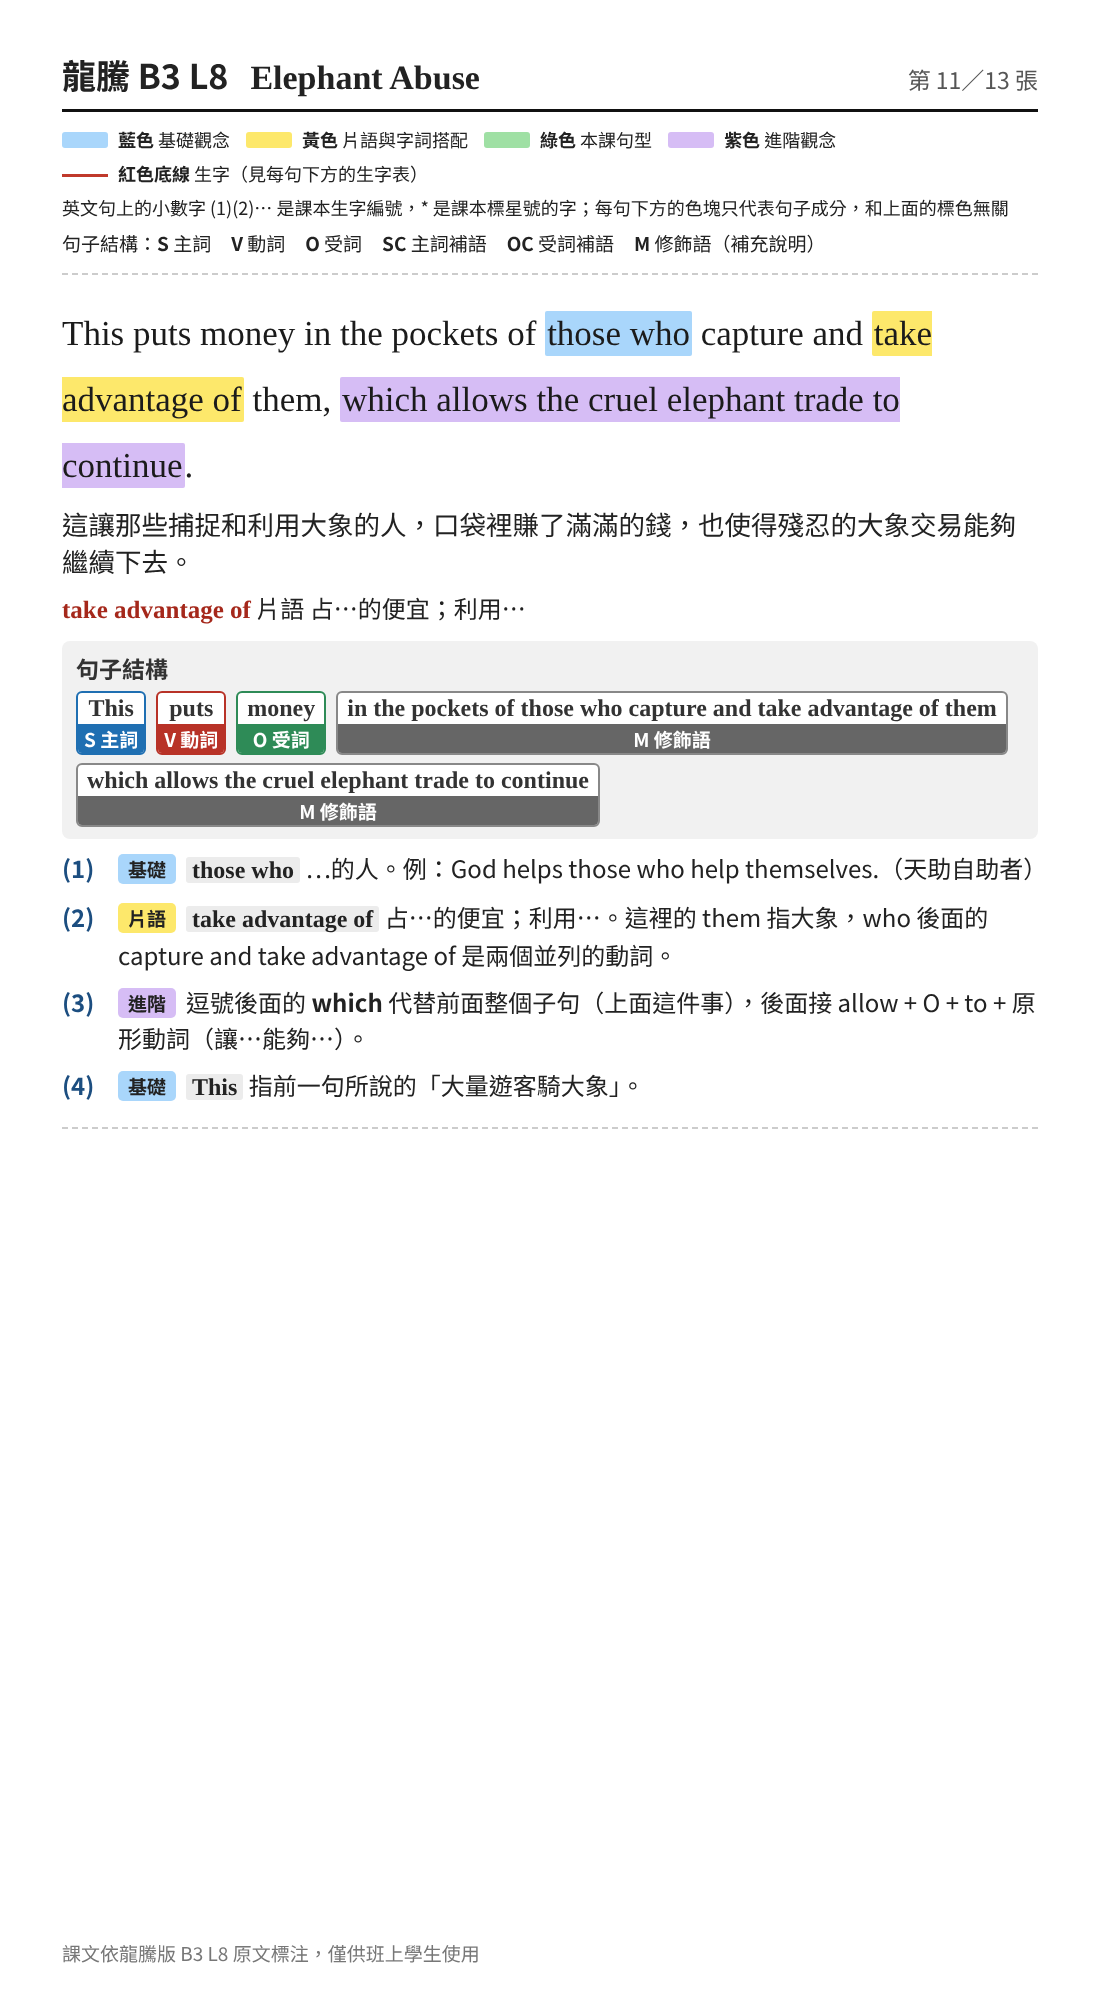 龍騰 B3 L8 Elephant Abuse 第 11／13 張
藍色 基礎觀念 黃色 片語與字詞搭配 綠色 本課句型 紫色 進階觀念
紅色底線 生字（見每句下方的生字表）
英文句上的小數字 (1)(2)⋯ 是課本生字編號，* 是課本標星號的字；每句下方的色塊只代表句子成分，和上面的標色無關
句子結構：S 主詞 V 動詞 O 受詞 SC 主詞補語 OC 受詞補語 M 修飾語（補充說明）
This puts money in the pockets of those who capture and take
advantage of them, which allows the cruel elephant trade to
continue.
這讓那些捕捉和利用大象的人，口袋裡賺了滿滿的錢，也使得殘忍的大象交易能夠
繼續下去。
take advantage of 片語 占⋯的便宜；利用⋯
句子結構
This puts money in the pockets of those who capture and take advantage of them
S 主詞 V 動詞 O 受詞 M 修飾語
which allows the cruel elephant trade to continue
M 修飾語
(1) 基礎 those who …的人。例：God helps those who help themselves.（天助自助者）
(2) 片語 take advantage of 占⋯的便宜；利用⋯。這裡的 them 指大象，who 後面的
capture and take advantage of 是兩個並列的動詞。
(3) 進階 逗號後面的 which 代替前面整個子句（上面這件事），後面接 allow + O + to + 原
形動詞（讓⋯能夠⋯）。
(4) 基礎 This 指前一句所說的「大量遊客騎大象」。
課文依龍騰版 B3 L8 原文標注，僅供班上學生使用